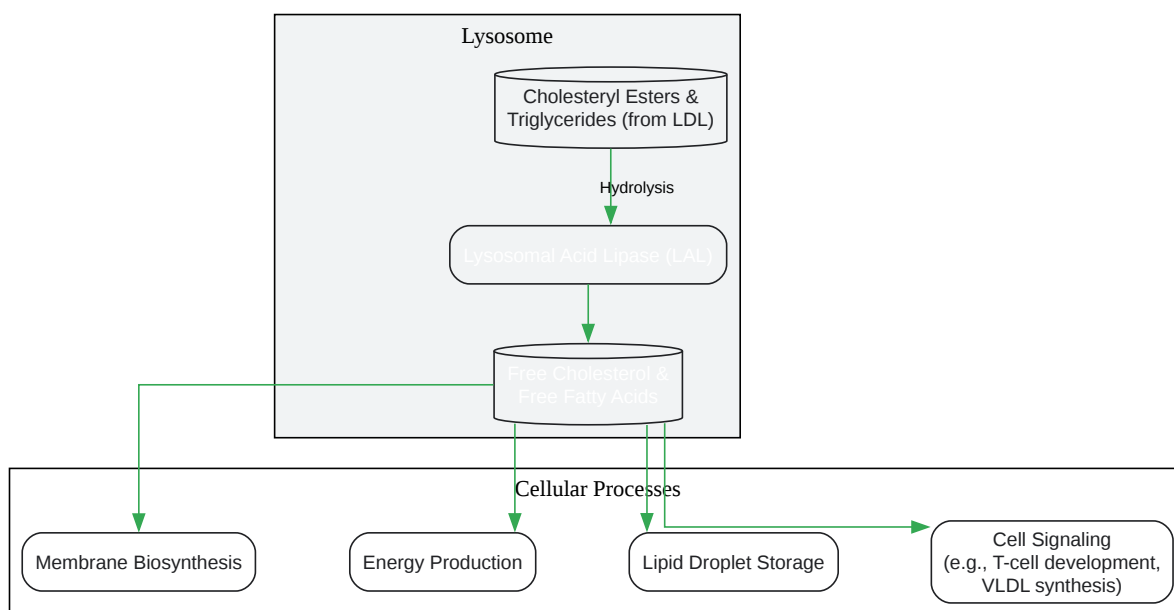 Lysosome
Cholesteryl Esters &
Triglycerides (from LDL)
Hydrolysis
Lysosomal Acid Lipase (LAL)
Free Cholesterol &
Free Fatty Acids
Cellular Processes
Membrane Biosynthesis
Energy Production
Lipid Droplet Storage
Cell Signaling
(e.g., T-cell development,
VLDL synthesis)